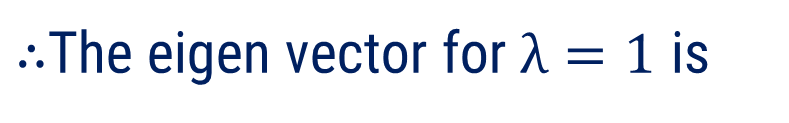 ∴The eigen vector for λ = 1 is